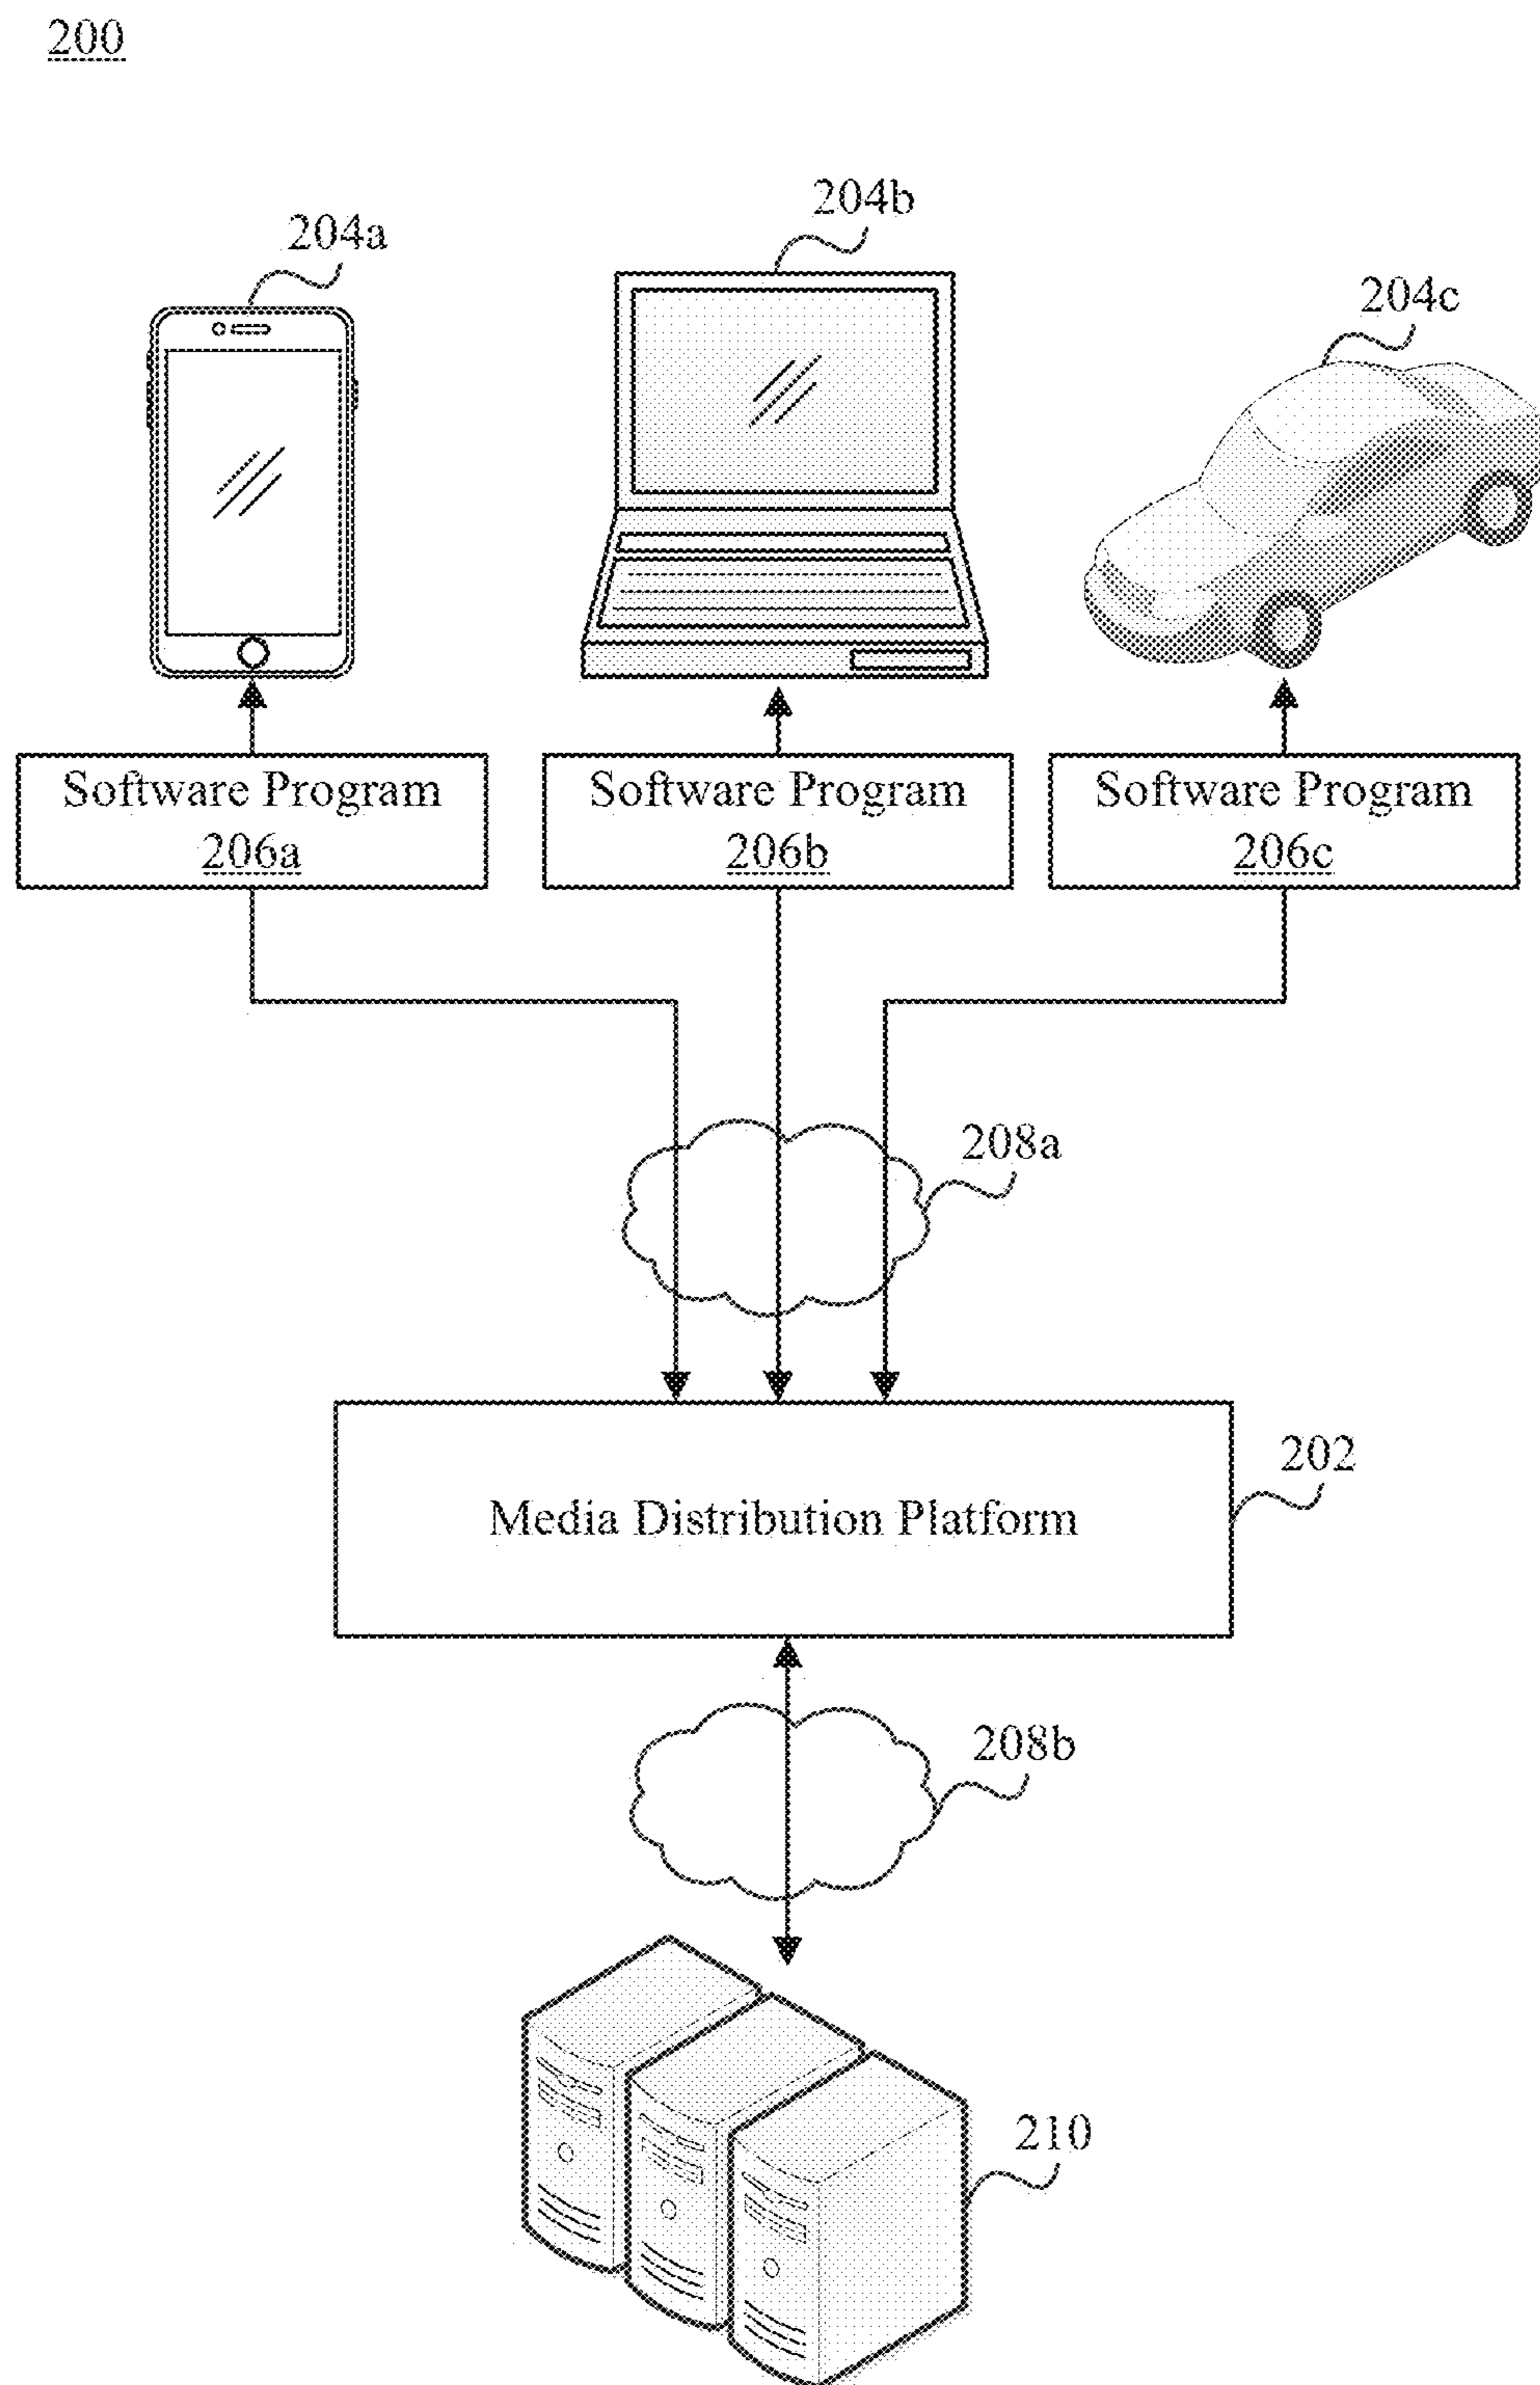 200
204a
204b
204c
Software Program
206a
Software Program
206b
Software Program
206c
208a
Media Distribution Platform
202
208b
210